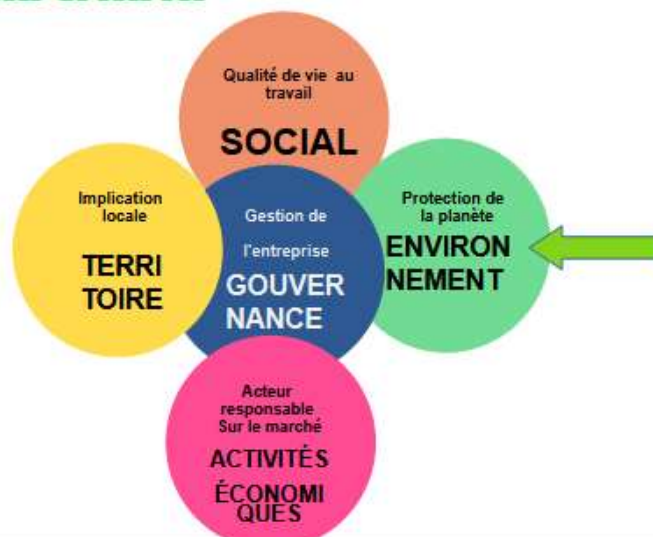 Qualité de vie au
travail
SOCIAL
Implication
locale
TERRI
TOIRE
Gestion de
l'entreprise
GOUVER
NANCE
Protection de
la planète
ENVIRON
NEMENT
Acteur
responsable
Sur le marché
ACTIVITÉS
ÉCONOMI
QUES